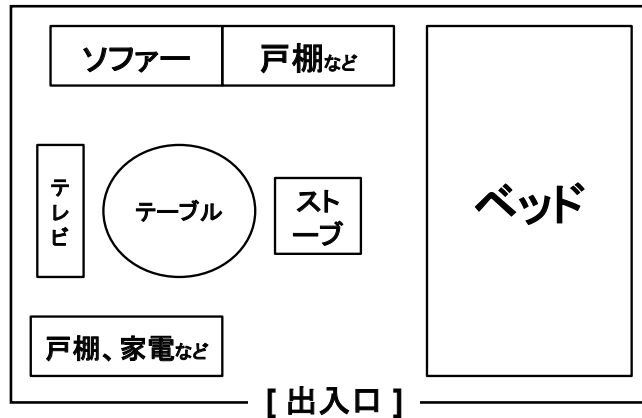 ソファー
戸棚など
テレビ
テーブル
スト
ーブ
ベッド
戸棚、家電など
[ 出入口 ]